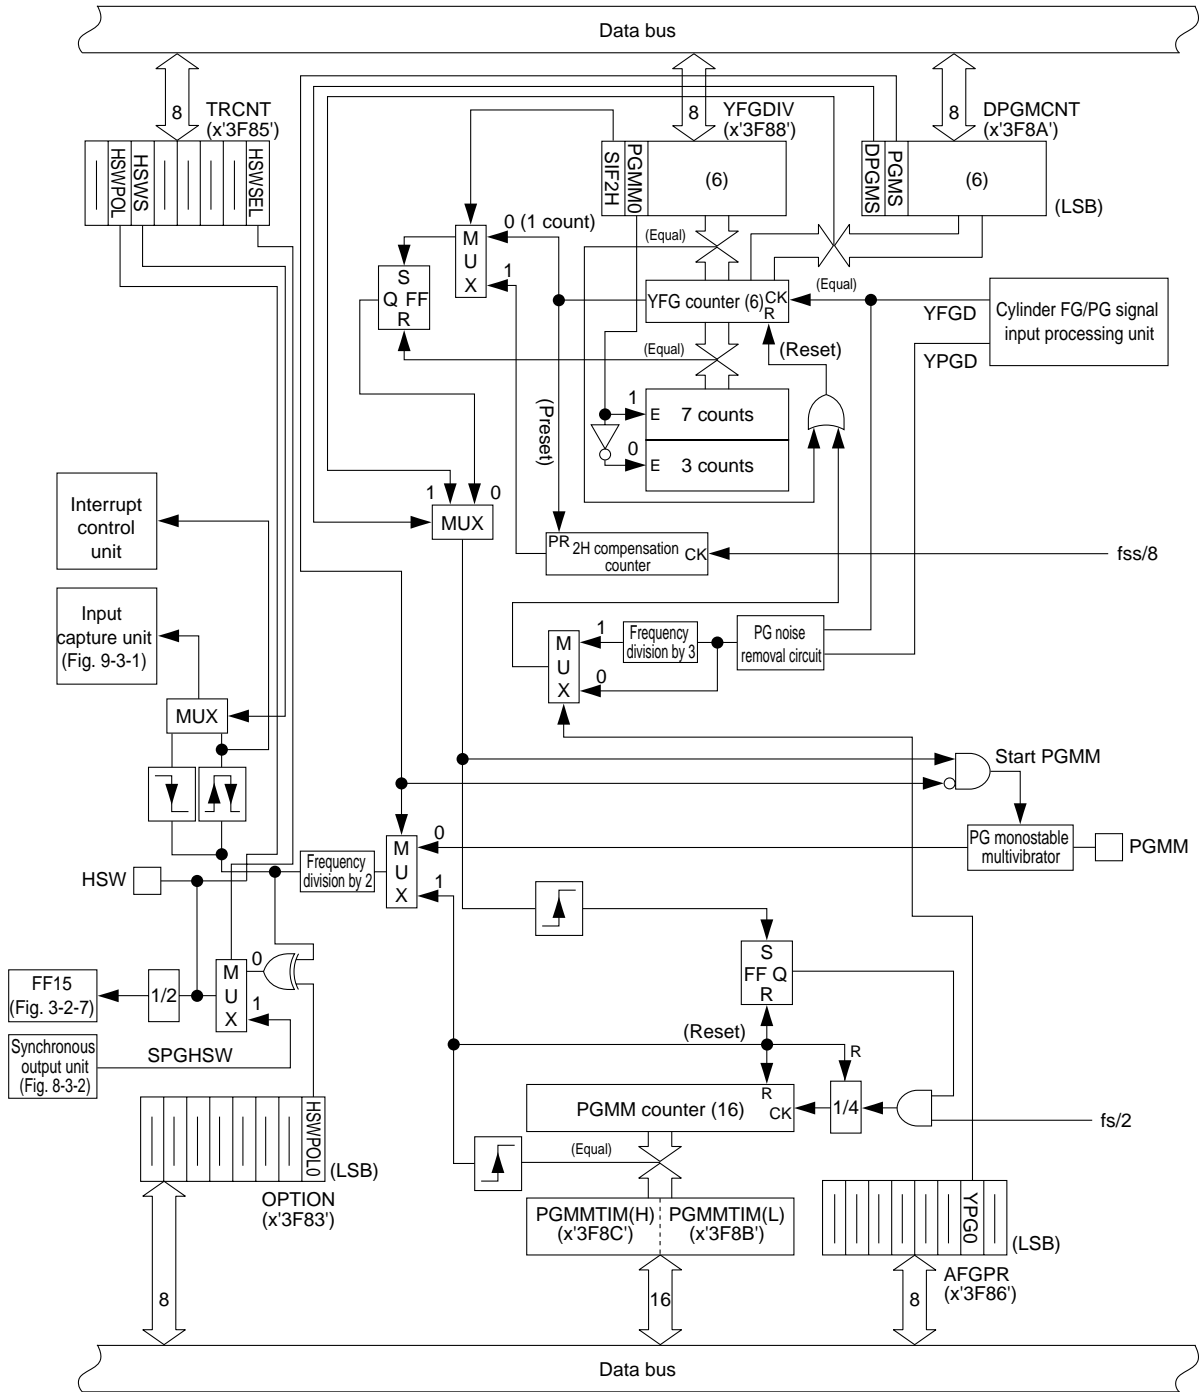 Data bus
8
TRCNT
(x'3F85')
8
YFGDIV
(x'3F88')
8
DPGMCNT
(x'3F8A')
HSWPOL
HSWS
HSWSEL
SIF2H
PGMM0
(6)
DPGMS
PGMS
(6)
(LSB)
0 (1 count)
M
U
X
1
(Equal)
S
Q FF
R
YFG counter (6)
CK
R
(Equal)
YFGD
Cylinder FG/PG signal
input processing unit
YPGD
(Equal)
(Reset)
(Preset)
1
E
7 counts
0
E
3 counts
Interrupt
control
unit
1
0
MUX
PR
2H compensation
counter
CK
fss/8
Input
capture unit
(Fig. 9-3-1)
M
U
X
1
Frequency
division by 3
PG noise
removal circuit
0
MUX
Start PGMM
PG monostable
multivibrator
PGMM
HSW
Frequency
division by 2
M
U
X
0
1
S
FF Q
R
FF15
(Fig. 3-2-7)
1/2
M
U
X
0
1
Synchronous
output unit
(Fig. 8-3-2)
SPGHSW
(Reset)
R
PGMM counter (16)
R
CK
1/4
fs/2
HSWPOL0
(LSB)
OPTION
(x'3F83')
(Equal)
PGMMTIM(H)
(x'3F8C')
PGMMTIM(L)
(x'3F8B')
YPG0
(LSB)
AFGPR
(x'3F86')
8
16
8
Data bus